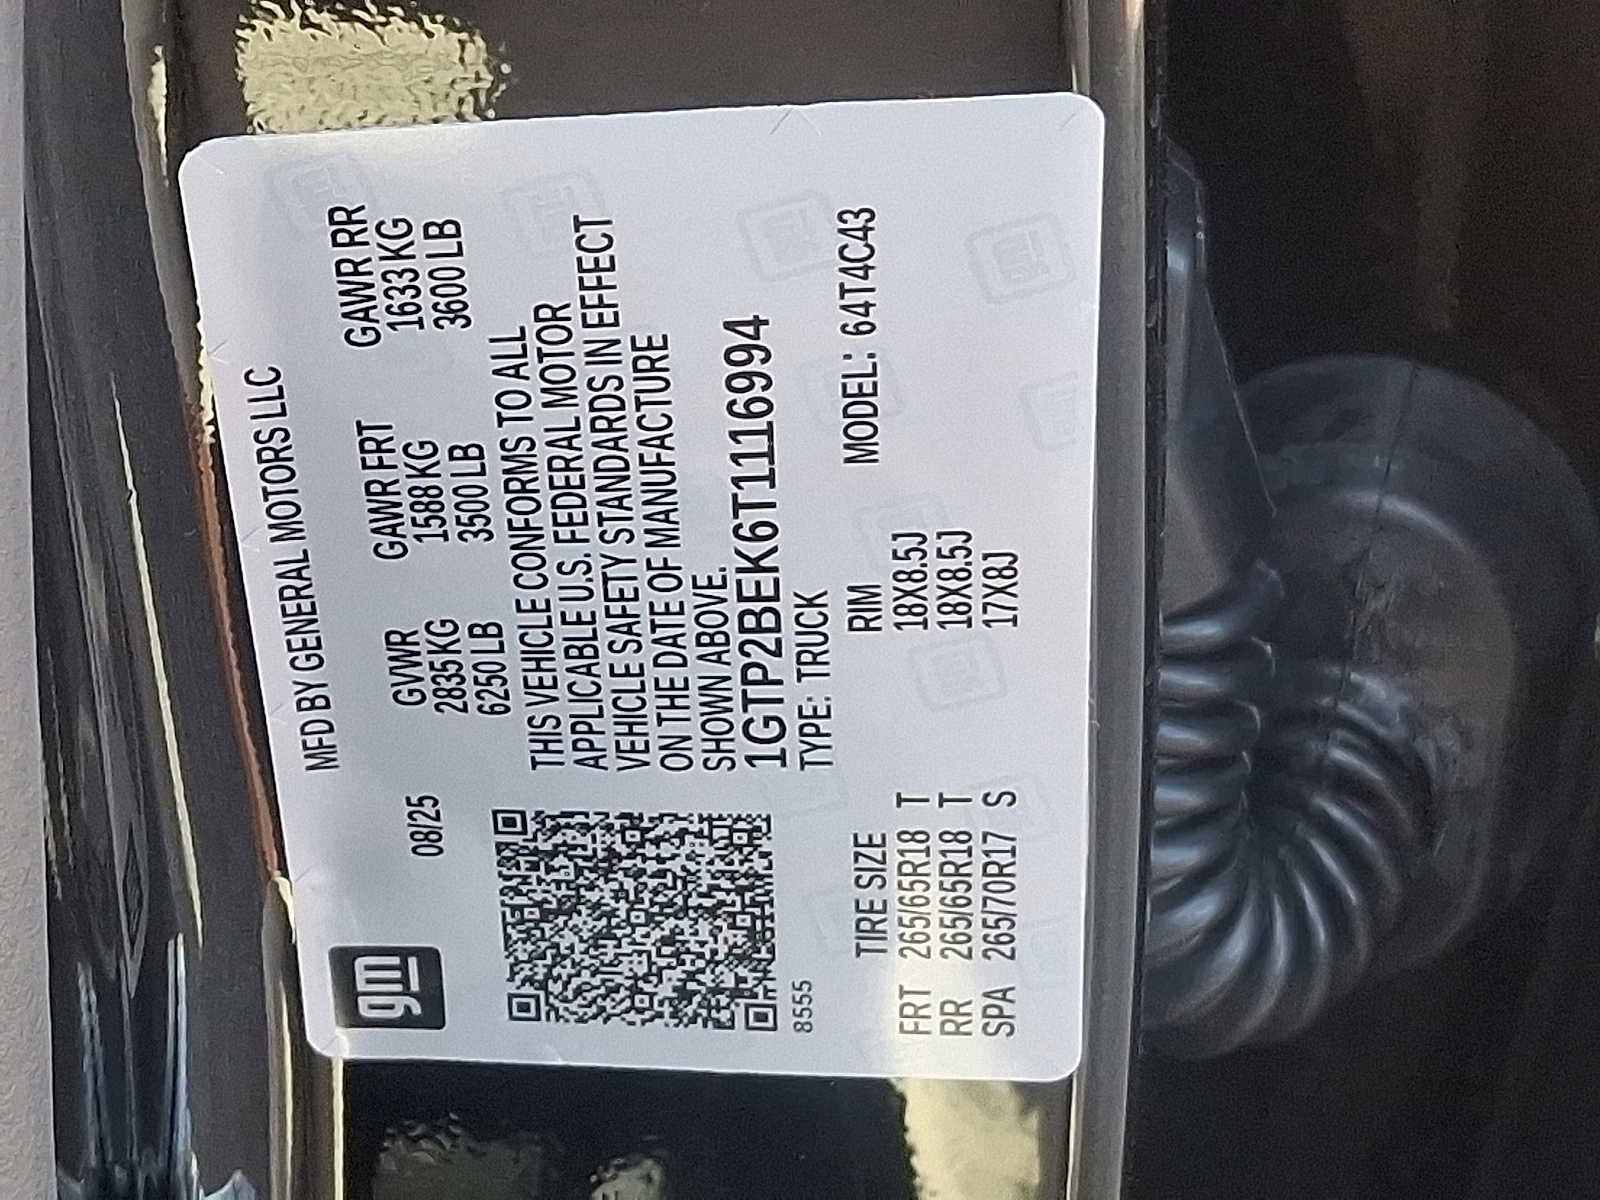 gm
MFD BY GENERAL MOTORS LLC
08/25
GVWR GAWR FRT GAWR RR
2835 KG 1588 KG 1633 KG
6250 LB 3500 LB 3600 LB
THIS VEHICLE CONFORMS TO ALL
APPLICABLE U.S. FEDERAL MOTOR
VEHICLE SAFETY STANDARDS IN EFFECT
ON THE DATE OF MANUFACTURE
SHOWN ABOVE.
1GTP2BEK6T1116994
TYPE: TRUCK MODEL: 64T4C43
8555
TIRE SIZE RIM
FRT 265/65R18 T 18X8.5J
RR 265/65R18 T 18X8.5J
SPA 265/70R17 S 17X8J